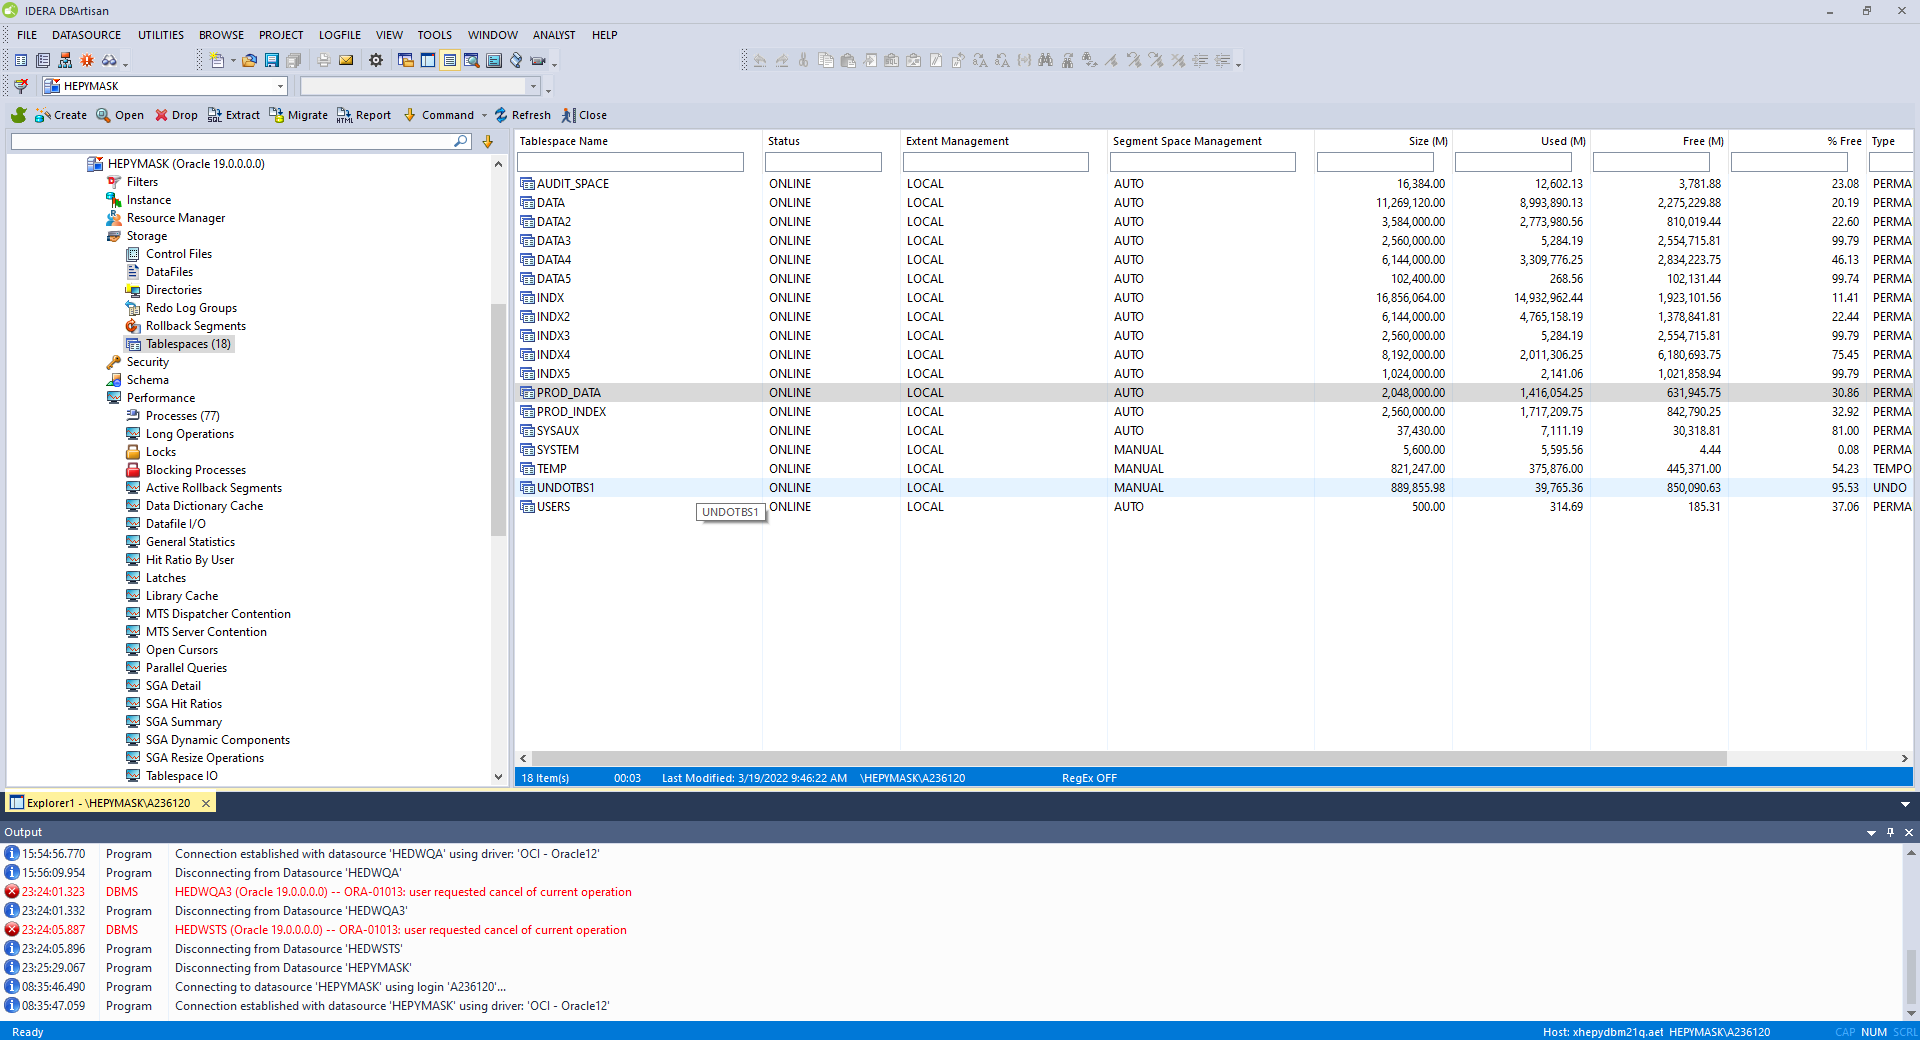 IDERA DBArtisan
FILE DATASOURCE UTILITIES BROWSE PROJECT LOGFILE VIEW TOOLS WINDOW ANALYST HELP
HEPYMASK
Create Open Drop Extract Migrate Report Command Refresh Close
HEPYMASK (Oracle 19.0.0.0.0)
Filters
Instance
Resource Manager
Storage
Control Files
DataFiles
Directories
Redo Log Groups
Rollback Segments
Tablespaces (18)
Security
Schema
Performance
Processes (77)
Long Operations
Locks
Blocking Processes
Active Rollback Segments
Data Dictionary Cache
Datafile I/O
General Statistics
Hit Ratio By User
Latches
Library Cache
MTS Dispatcher Contention
MTS Server Contention
Open Cursors
Parallel Queries
SGA Detail
SGA Hit Ratios
SGA Summary
SGA Dynamic Components
SGA Resize Operations
Tablespace IO
Tablespace Name Status Extent Management Segment Space Management Size (M) Used (M) Free (M) % Free Type
AUDIT_SPACE ONLINE LOCAL AUTO 16,384.00 12,602.13 3,781.88 23.08 PERMA
DATA ONLINE LOCAL AUTO 11,269,120.00 8,993,890.13 2,275,229.88 20.19 PERMA
DATA2 ONLINE LOCAL AUTO 3,584,000.00 2,773,980.56 810,019.44 22.60 PERMA
DATA3 ONLINE LOCAL AUTO 2,560,000.00 5,284.19 2,554,715.81 99.79 PERMA
DATA4 ONLINE LOCAL AUTO 6,144,000.00 3,309,776.25 2,834,223.75 46.13 PERMA
DATA5 ONLINE LOCAL AUTO 102,400.00 268.56 102,131.44 99.74 PERMA
INDX ONLINE LOCAL AUTO 16,856,064.00 14,932,962.44 1,923,101.56 11.41 PERMA
INDX2 ONLINE LOCAL AUTO 6,144,000.00 4,765,158.19 1,378,841.81 22.44 PERMA
INDX3 ONLINE LOCAL AUTO 2,560,000.00 5,284.19 2,554,715.81 99.79 PERMA
INDX4 ONLINE LOCAL AUTO 8,192,000.00 2,011,306.25 6,180,693.75 75.45 PERMA
INDX5 ONLINE LOCAL AUTO 1,024,000.00 2,141.06 1,021,858.94 99.79 PERMA
PROD_DATA ONLINE LOCAL AUTO 2,048,000.00 1,416,054.25 631,945.75 30.86 PERMA
PROD_INDEX ONLINE LOCAL AUTO 2,560,000.00 1,717,209.75 842,790.25 32.92 PERMA
SYSAUX ONLINE LOCAL AUTO 37,430.00 7,111.19 30,318.81 81.00 PERMA
SYSTEM ONLINE LOCAL MANUAL 5,600.00 5,595.56 4.44 0.08 PERMA
TEMP ONLINE LOCAL MANUAL 821,247.00 375,876.00 445,371.00 54.23 TEMPO
UNDOTBS1 ONLINE LOCAL MANUAL 889,855.98 39,765.36 850,090.63 95.53 UNDO
USERS ONLINE LOCAL AUTO 500.00 314.69 185.31 37.06 PERMA
UNDOTBS1
18 Item(s) 00:03 Last Modified: 3/19/2022 9:46:22 AM \HEPYMASK\A236120 RegEx OFF
Explorer1 - \HEPYMASK\A236120
Output
15:54:56.770 Program Connection established with datasource 'HEDWQA' using driver: 'OCI - Oracle12'
15:56:09.954 Program Disconnecting from Datasource 'HEDWQA'
23:24:01.323 DBMS HEDWQA3 (Oracle 19.0.0.0.0) -- ORA-01013: user requested cancel of current operation
23:24:01.332 Program Disconnecting from Datasource 'HEDWQA3'
23:24:05.887 DBMS HEDWSTS (Oracle 19.0.0.0.0) -- ORA-01013: user requested cancel of current operation
23:24:05.896 Program Disconnecting from Datasource 'HEDWSTS'
23:25:29.067 Program Disconnecting from Datasource 'HEPYMASK'
08:35:46.490 Program Connecting to datasource 'HEPYMASK' using login 'A236120'...
08:35:47.059 Program Connection established with datasource 'HEPYMASK' using driver: 'OCI - Oracle12'
Ready Host: xhepydbm21q.aet HEPYMASK\A236120 CAP NUM SCRL